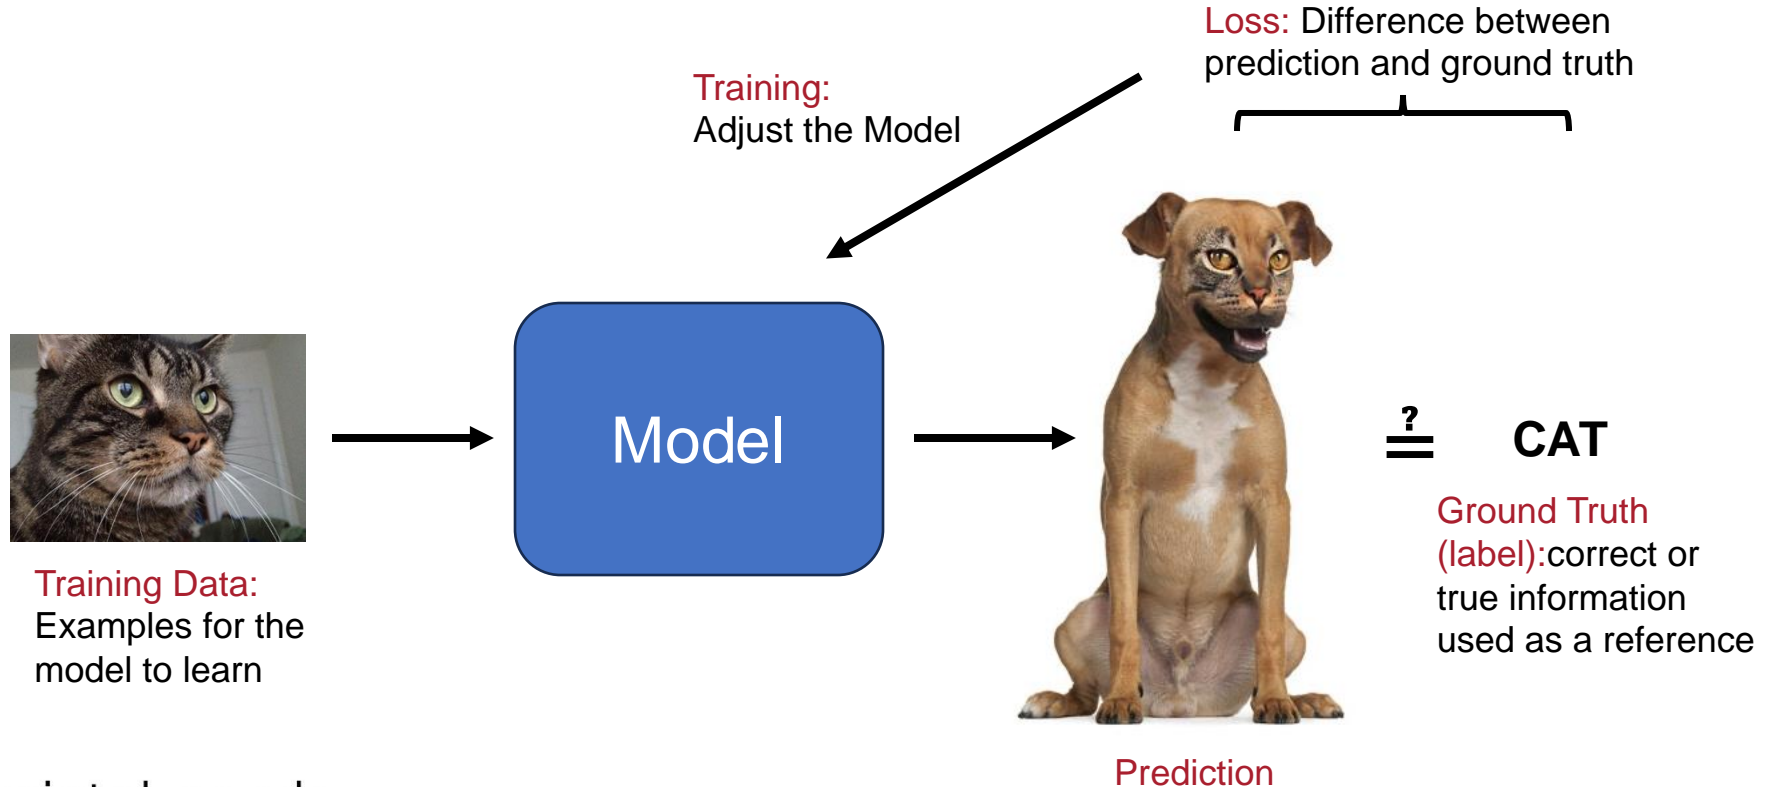 Loss: Difference between
prediction and ground truth
Training:
Adjust the Model
Model
?
=
CAT
Ground Truth
(label):correct or
true information
used as a reference
Training Data:
Examples for the
model to learn
Prediction